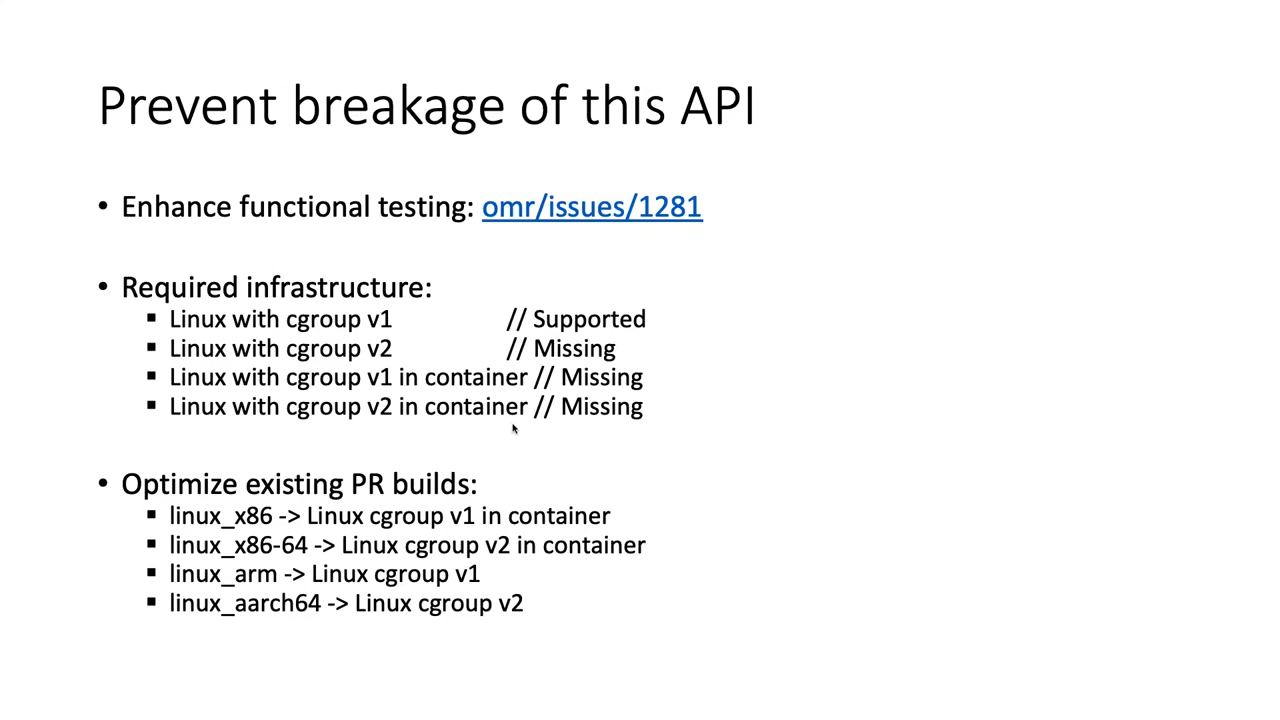 Prevent breakage of this API
• Enhance functional testing: omr/issues/1281
• Required infrastructure:
▪ Linux with cgroup v1 // Supported
▪ Linux with cgroup v2 // Missing
▪ Linux with cgroup v1 in container // Missing
▪ Linux with cgroup v2 in container // Missing
• Optimize existing PR builds:
▪ linux_x86 -> Linux cgroup v1 in container
▪ linux_x86-64 -> Linux cgroup v2 in container
▪ linux_arm -> Linux cgroup v1
▪ linux_aarch64 -> Linux cgroup v2